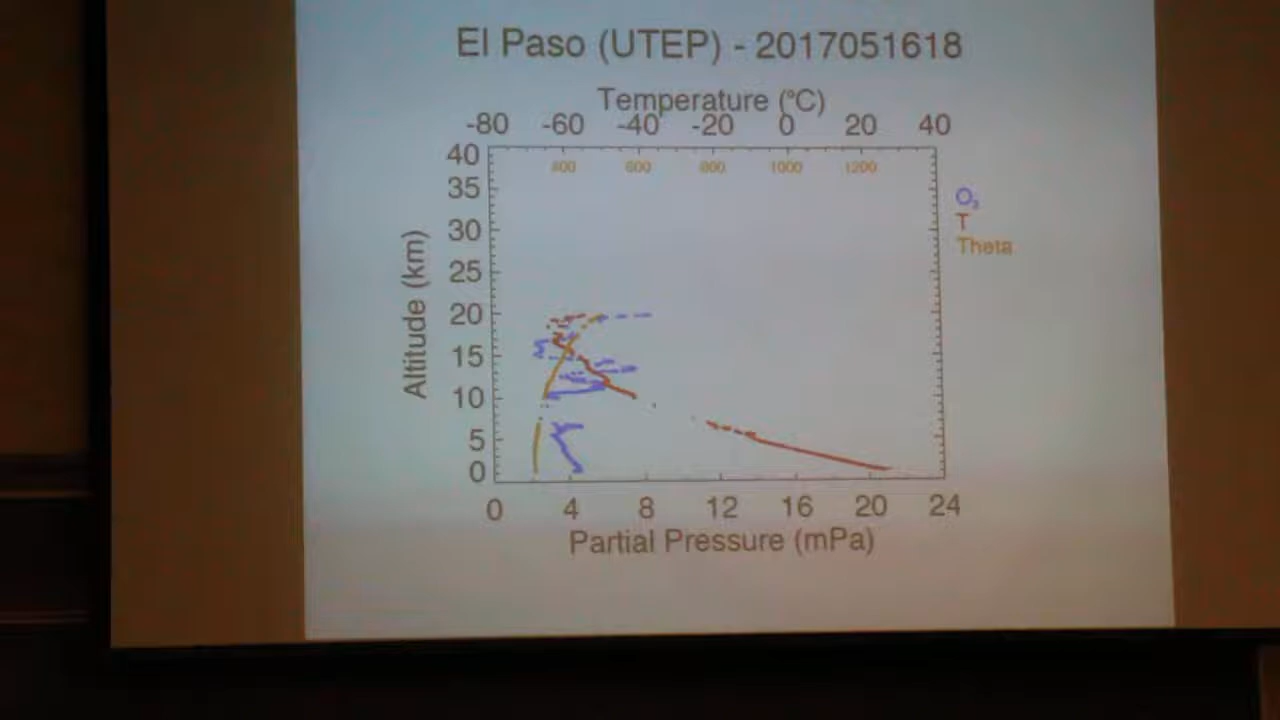 El Paso (UTEP) - 2017051618
Temperature (°C)
-80 -60 -40 -20 0 20 40
600 800 1000 1200
40
35
30
25
20
15
10
5
0
Altitude (km)
O₃
T
Theta
0 4 8 12 16 20 24
Partial Pressure (mPa)